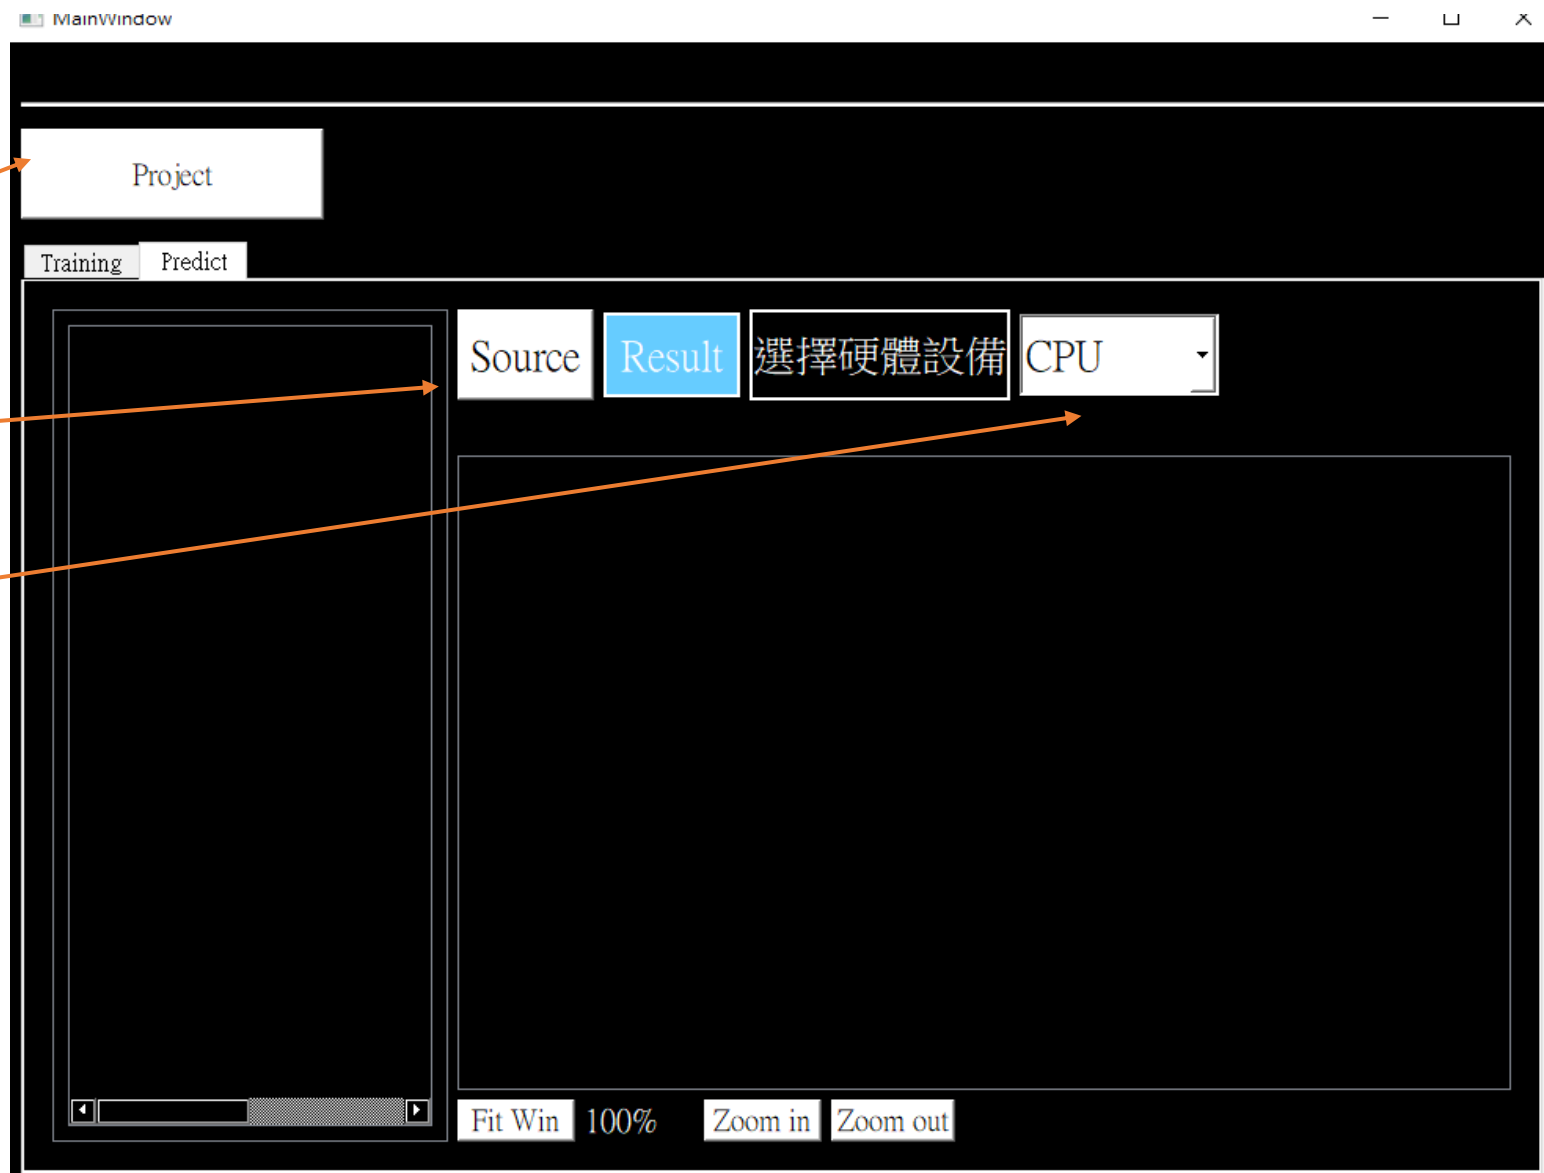 MainWindow
Project
Training Predict
Source Result 選擇硬體設備 CPU
Fit Win 100% Zoom in Zoom out